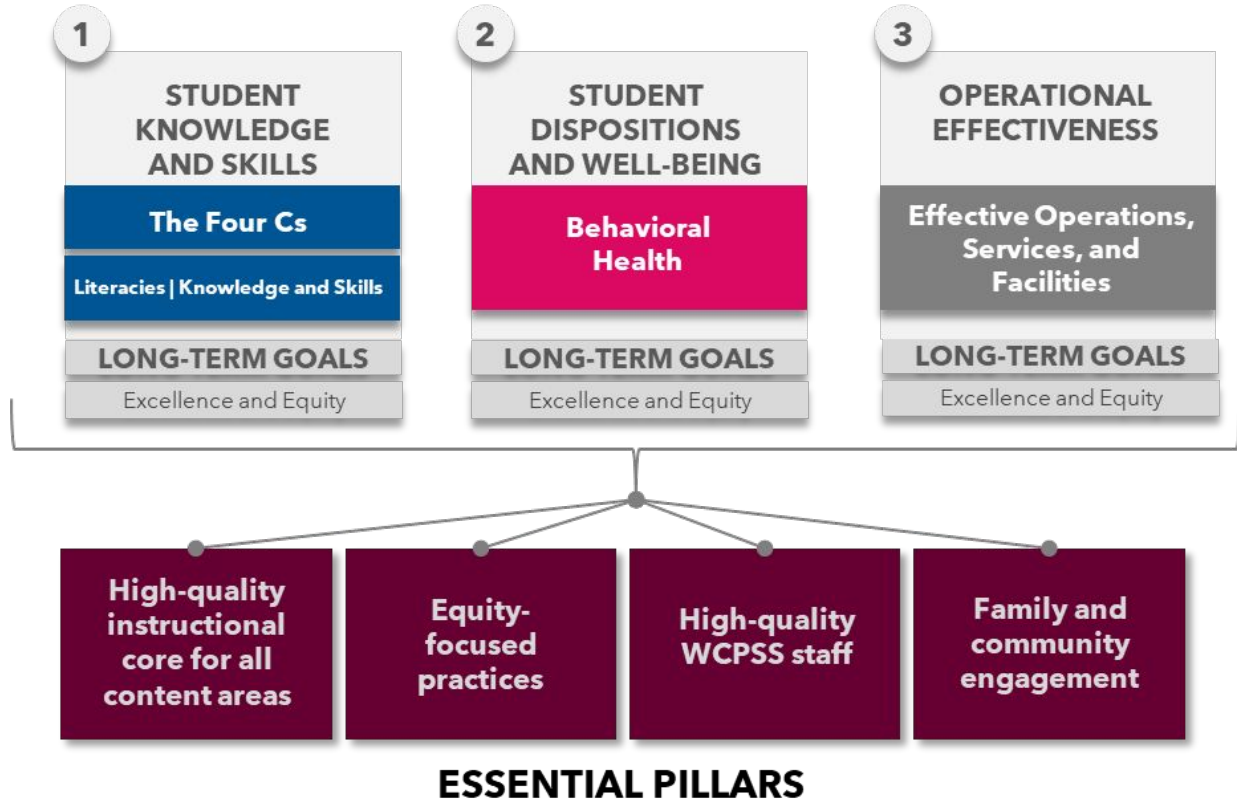 1
STUDENT
KNOWLEDGE
AND SKILLS
The Four Cs
Literacies | Knowledge and Skills
LONG-TERM GOALS
Excellence and Equity
2
STUDENT
DISPOSITIONS
AND WELL-BEING
Behavioral
Health
LONG-TERM GOALS
Excellence and Equity
3
OPERATIONAL
EFFECTIVENESS
Effective Operations,
Services, and
Facilities
LONG-TERM GOALS
Excellence and Equity
High-quality
instructional
core for all
content areas
Equity-
focused
practices
High-quality
WCPSS staff
Family and
community
engagement
ESSENTIAL PILLARS